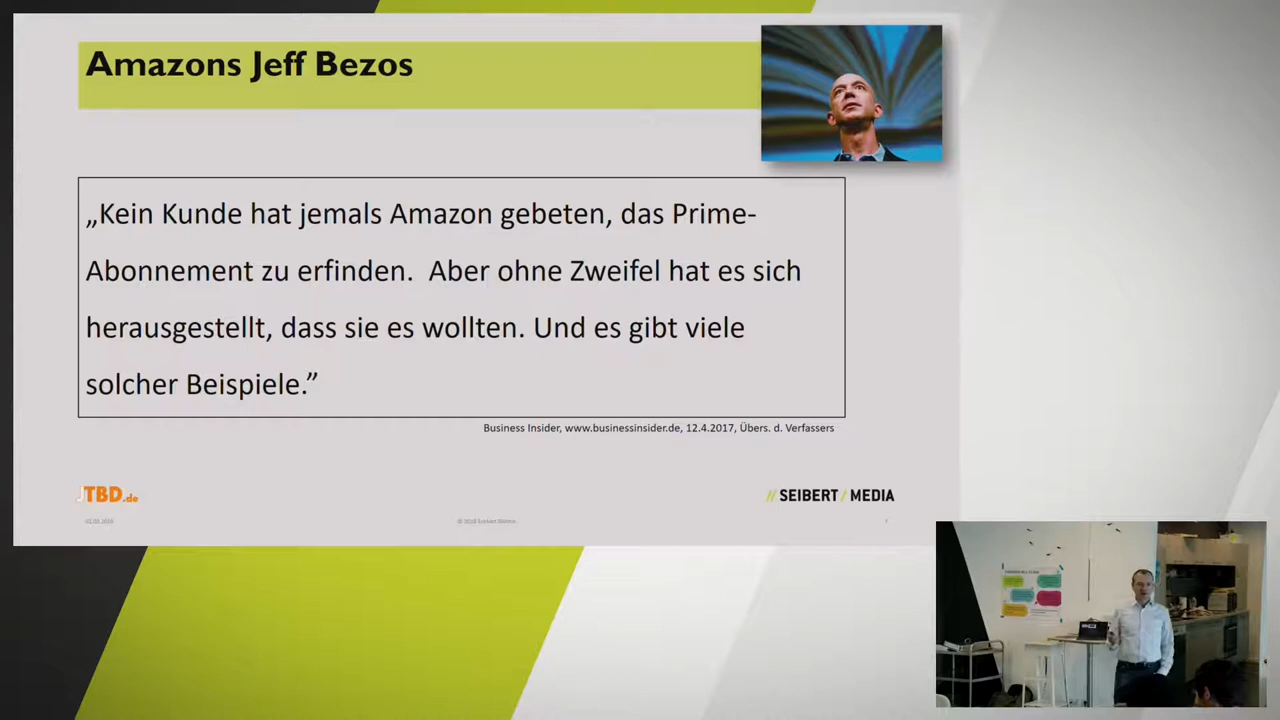 Amazons Jeff Bezos
„Kein Kunde hat jemals Amazon gebeten, das Prime-
Abonnement zu erfinden.  Aber ohne Zweifel hat es sich
herausgestellt, dass sie es wollten. Und es gibt viele
solcher Beispiele.”
Business Insider, www.businessinsider.de, 12.4.2017, Übers. d. Verfassers
JTBD.de
// SEIBERT / MEDIA